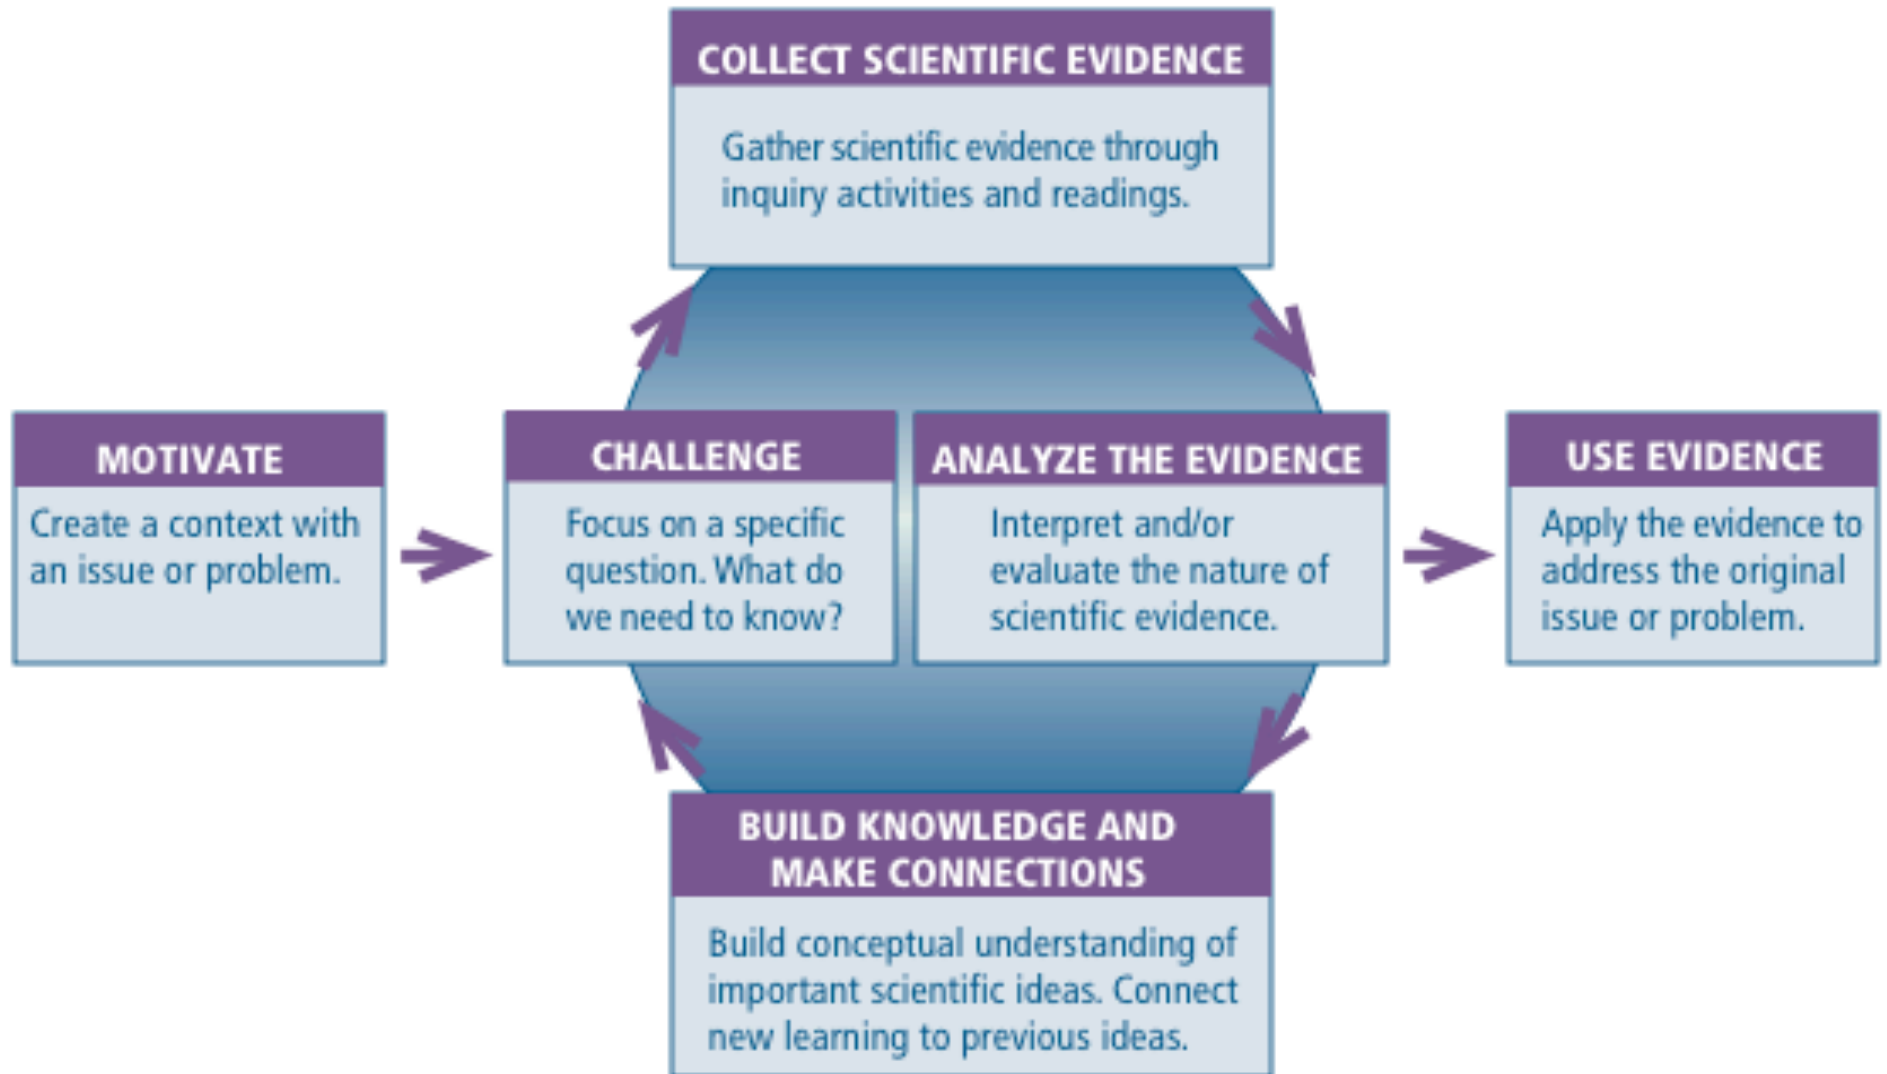 COLLECT SCIENTIFIC EVIDENCE
Gather scientific evidence through
inquiry activities and readings.
MOTIVATE
Create a context with
an issue or problem.
CHALLENGE
Focus on a specific
question. What do
we need to know?
ANALYZE THE EVIDENCE
Interpret and/or
evaluate the nature of
scientific evidence.
USE EVIDENCE
Apply the evidence to
address the original
issue or problem.
BUILD KNOWLEDGE AND
MAKE CONNECTIONS
Build conceptual understanding of
important scientific ideas. Connect
new learning to previous ideas.